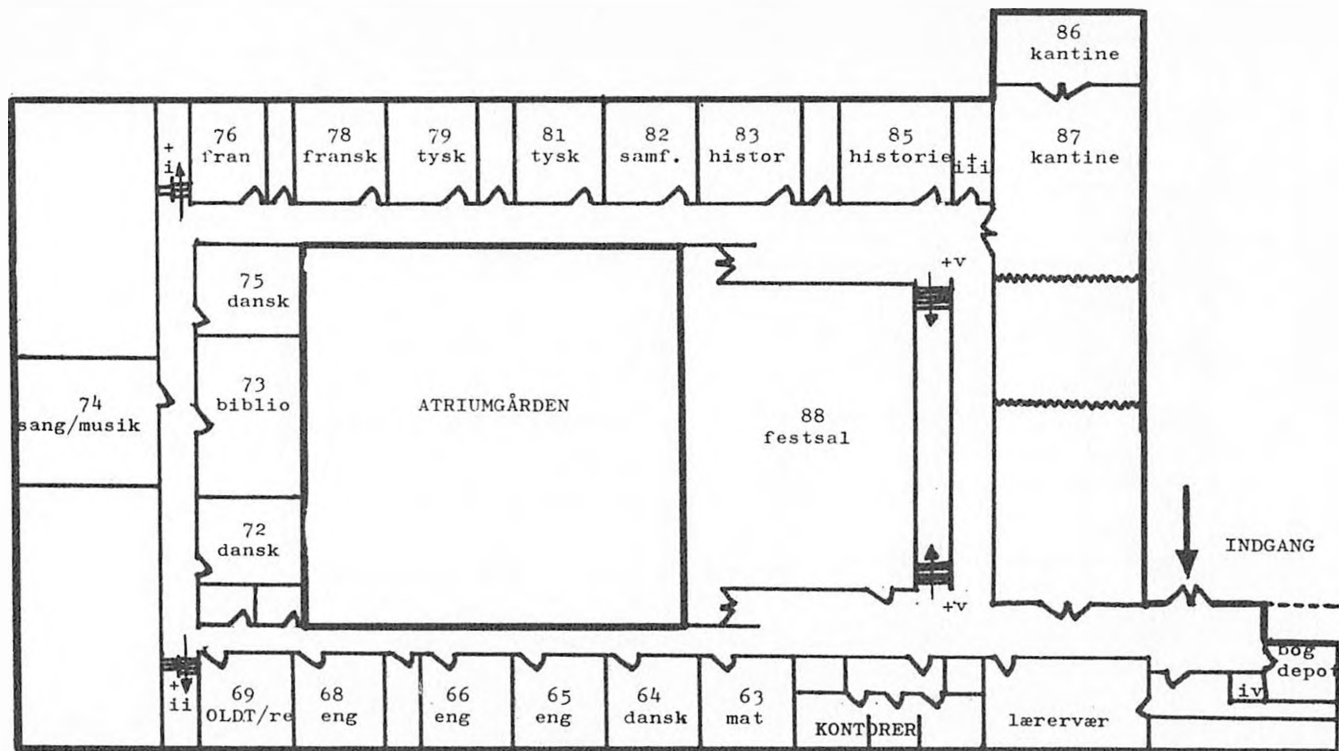 86
kantine
76
fran
78
fransk
79
tysk
81
tysk
82
samf.
83
histor
85
historie
87
kantine
+
i
+
iii
75
dansk
+v
73
biblio
ATRIUMGÅRDEN
74
sang/musik
88
festsal
72
dansk
INDGANG
+v
+
ii
69
OLDT/re
68
eng
66
eng
65
eng
64
dansk
63
mat
KONTORER
lærervær
bog
depot
iv